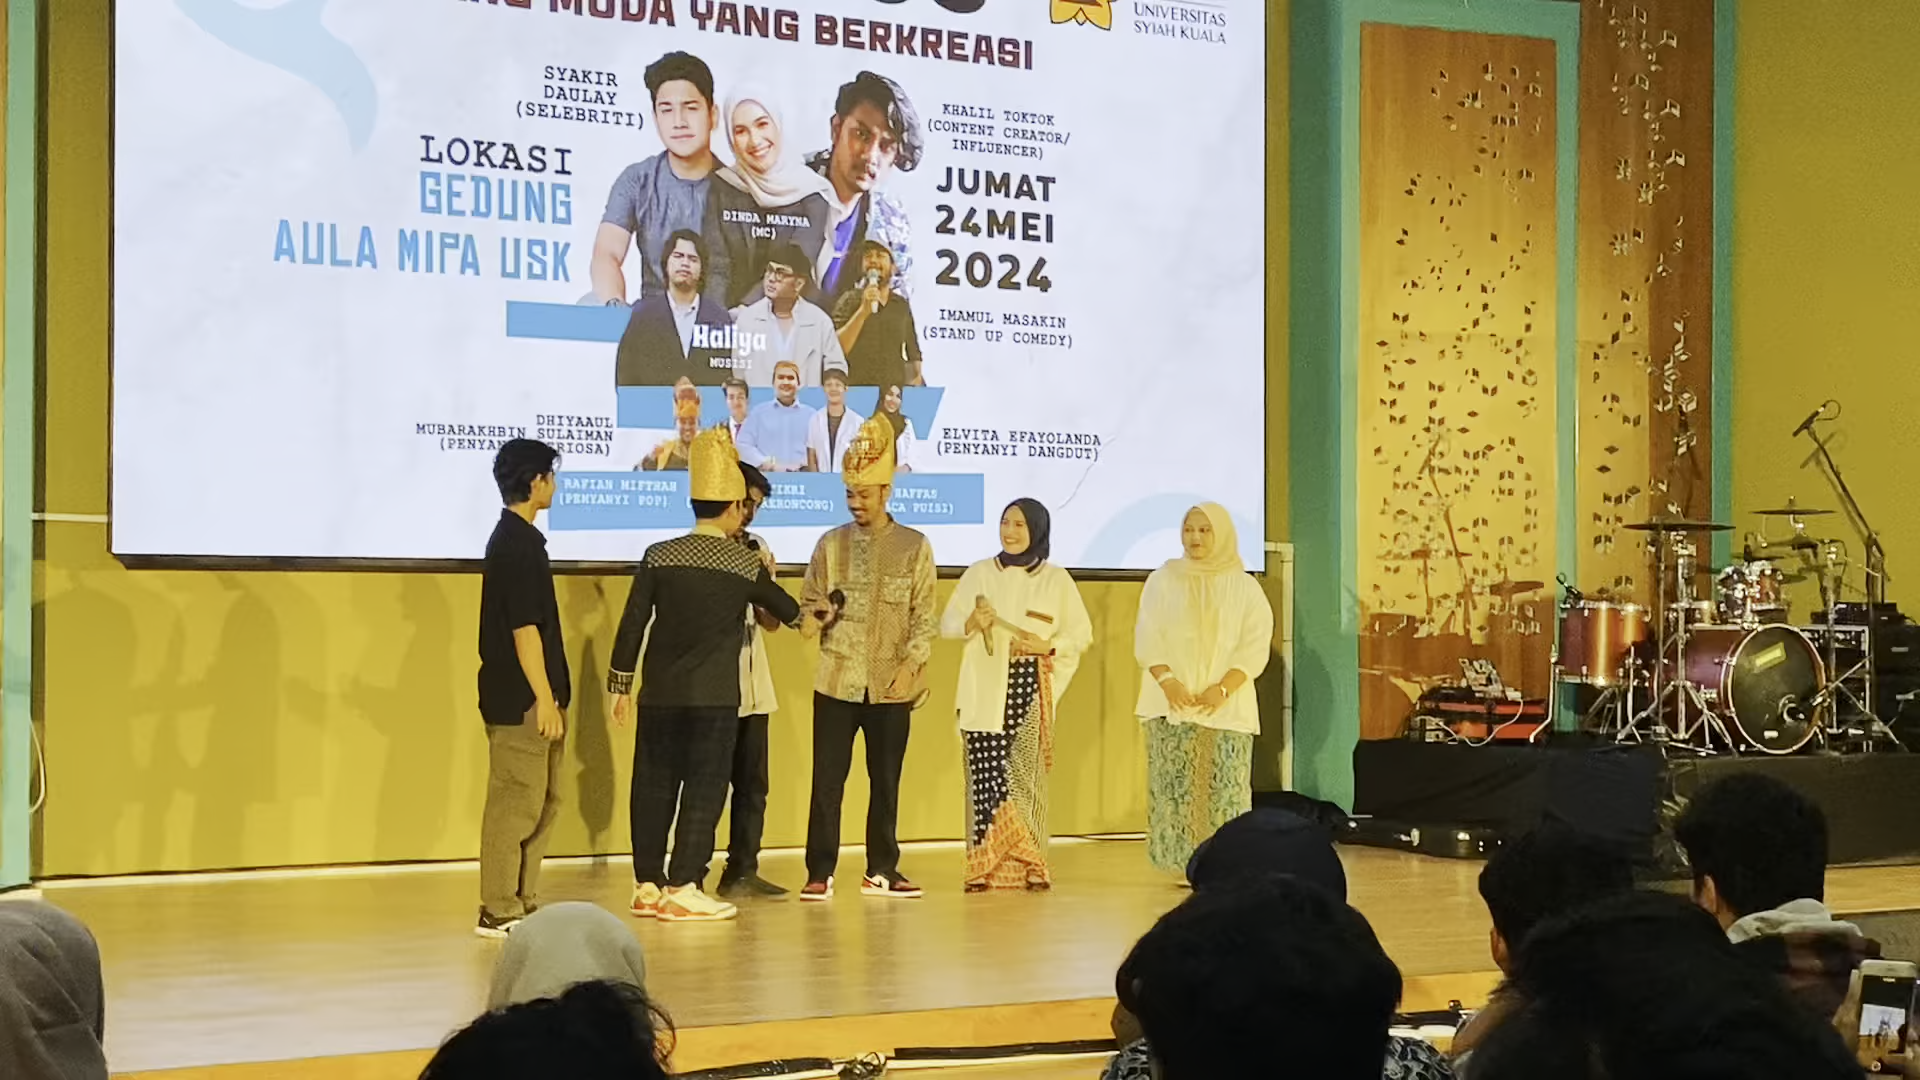 MUDA YANG BERKREASI
UNIVERSITAS
SYIAH KUALA
SYAKIR
DAULAY
(SELEBRITI)
LOKASI
GEDUNG
AULA MIPA USK
KHALIL TOKTOK
(CONTENT CREATOR/
INFLUENCER)
JUMAT
24MEI
2024
DINDA MARYNA
(MC)
IMAMUL MASAKIN
(STAND UP COMEDY)
Haliya
MUSISI
DHIYAAUL
MUBARAKHBIN SULAIMAN
ELVITA EFAYOLANDA
(PENYANYI DANGDUT)
RAFIAN MIFTHAH
(PENYANYI POP)